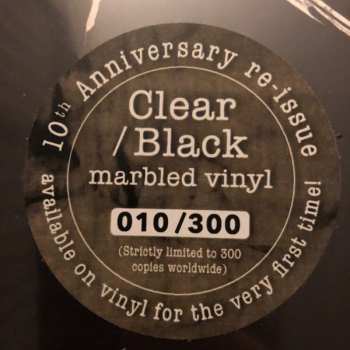 10th Anniversary re-issue
Clear
/Black
marbled vinyl
010/300
(Strictly limited to 300
copies worldwide)
available on vinyl for the very first time!